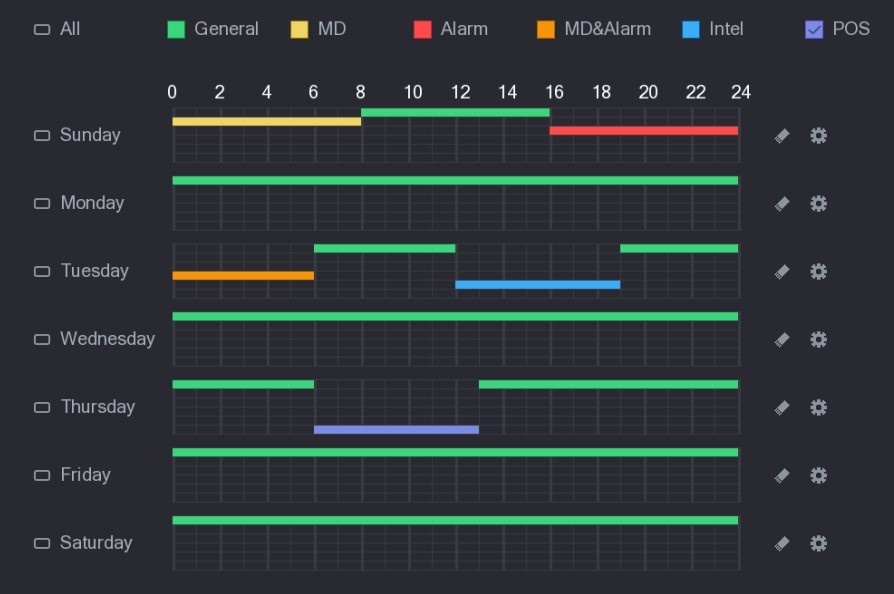 All General MD Alarm MD&Alarm Intel POS
0 2 4 6 8 10 12 14 16 18 20 22 24
Sunday
Monday
Tuesday
Wednesday
Thursday
Friday
Saturday